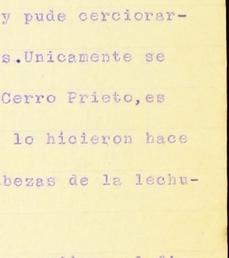 y pude cerciorar-
s.Unicamente se
Cerro Prieto,es
lo hicieron hace
bezas de la lechu-